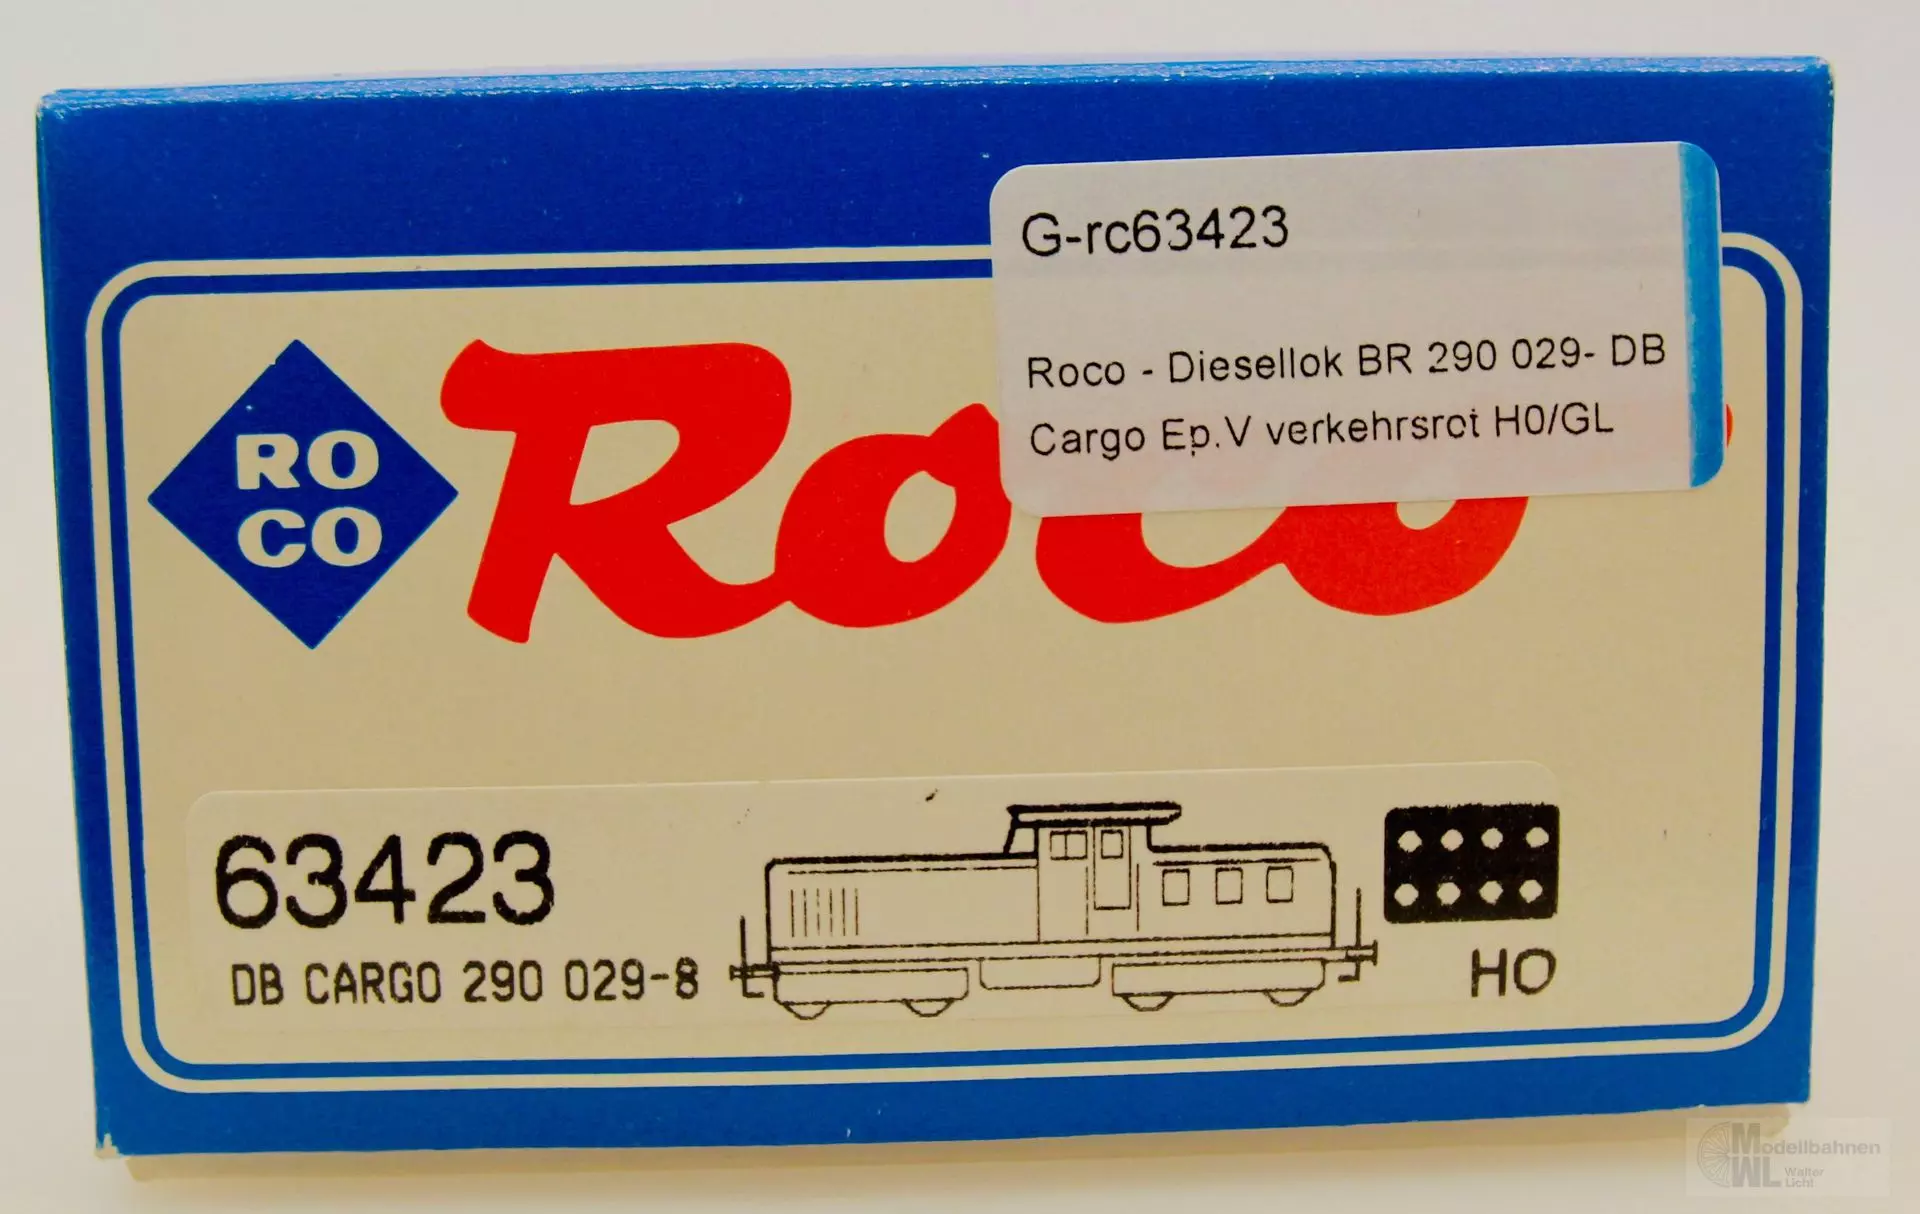 G-rc63423
Roco - Diesellok BR 290 029- DB
Cargo Ep.V verkehrsrot H0/GL
RO
CO
Roco
63423
DB CARGO 290 029-8
HO
Modellbahnen
WL Walter
Licht